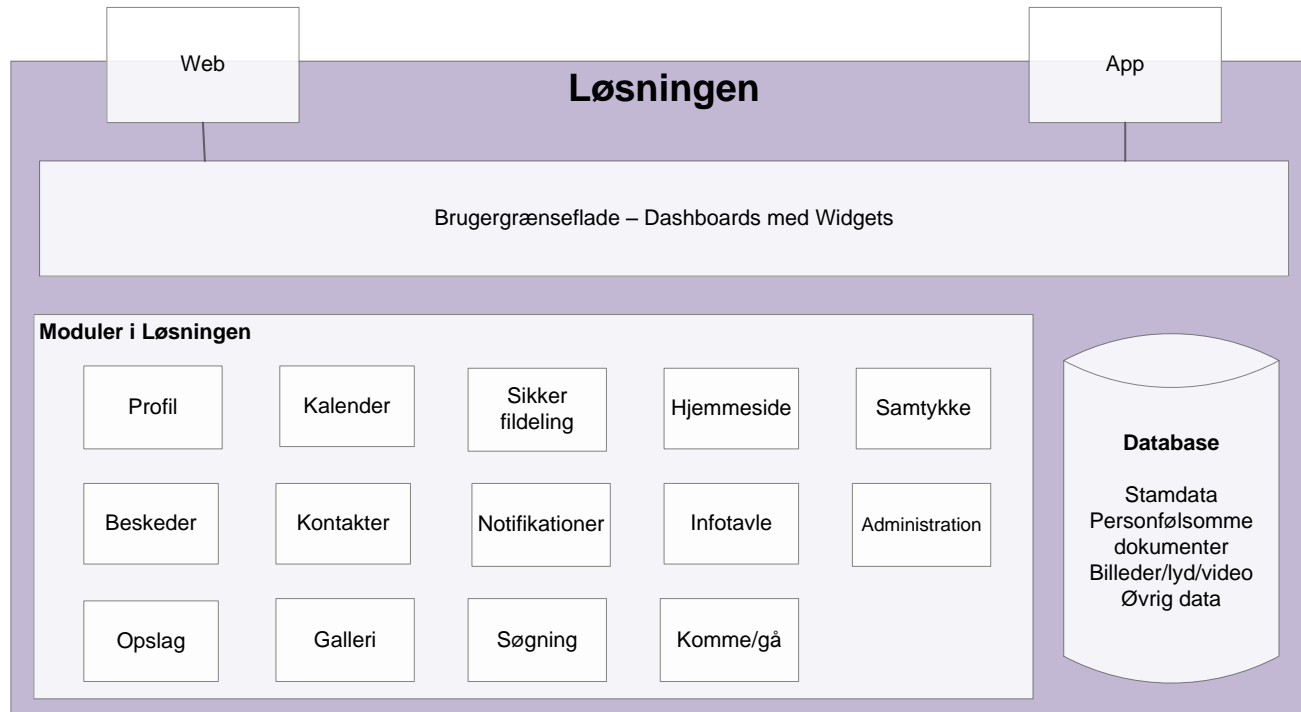 Web
App
Løsningen
Brugergrænseflade – Dashboards med Widgets
Moduler i Løsningen
Profil
Kalender
Sikker
fildeling
Hjemmeside
Samtykke
Beskeder
Kontakter
Notifikationer
Infotavle
Administration
Opslag
Galleri
Søgning
Komme/gå
Database
Stamdata
Personfølsomme
dokumenter
Billeder/lyd/video
Øvrig data